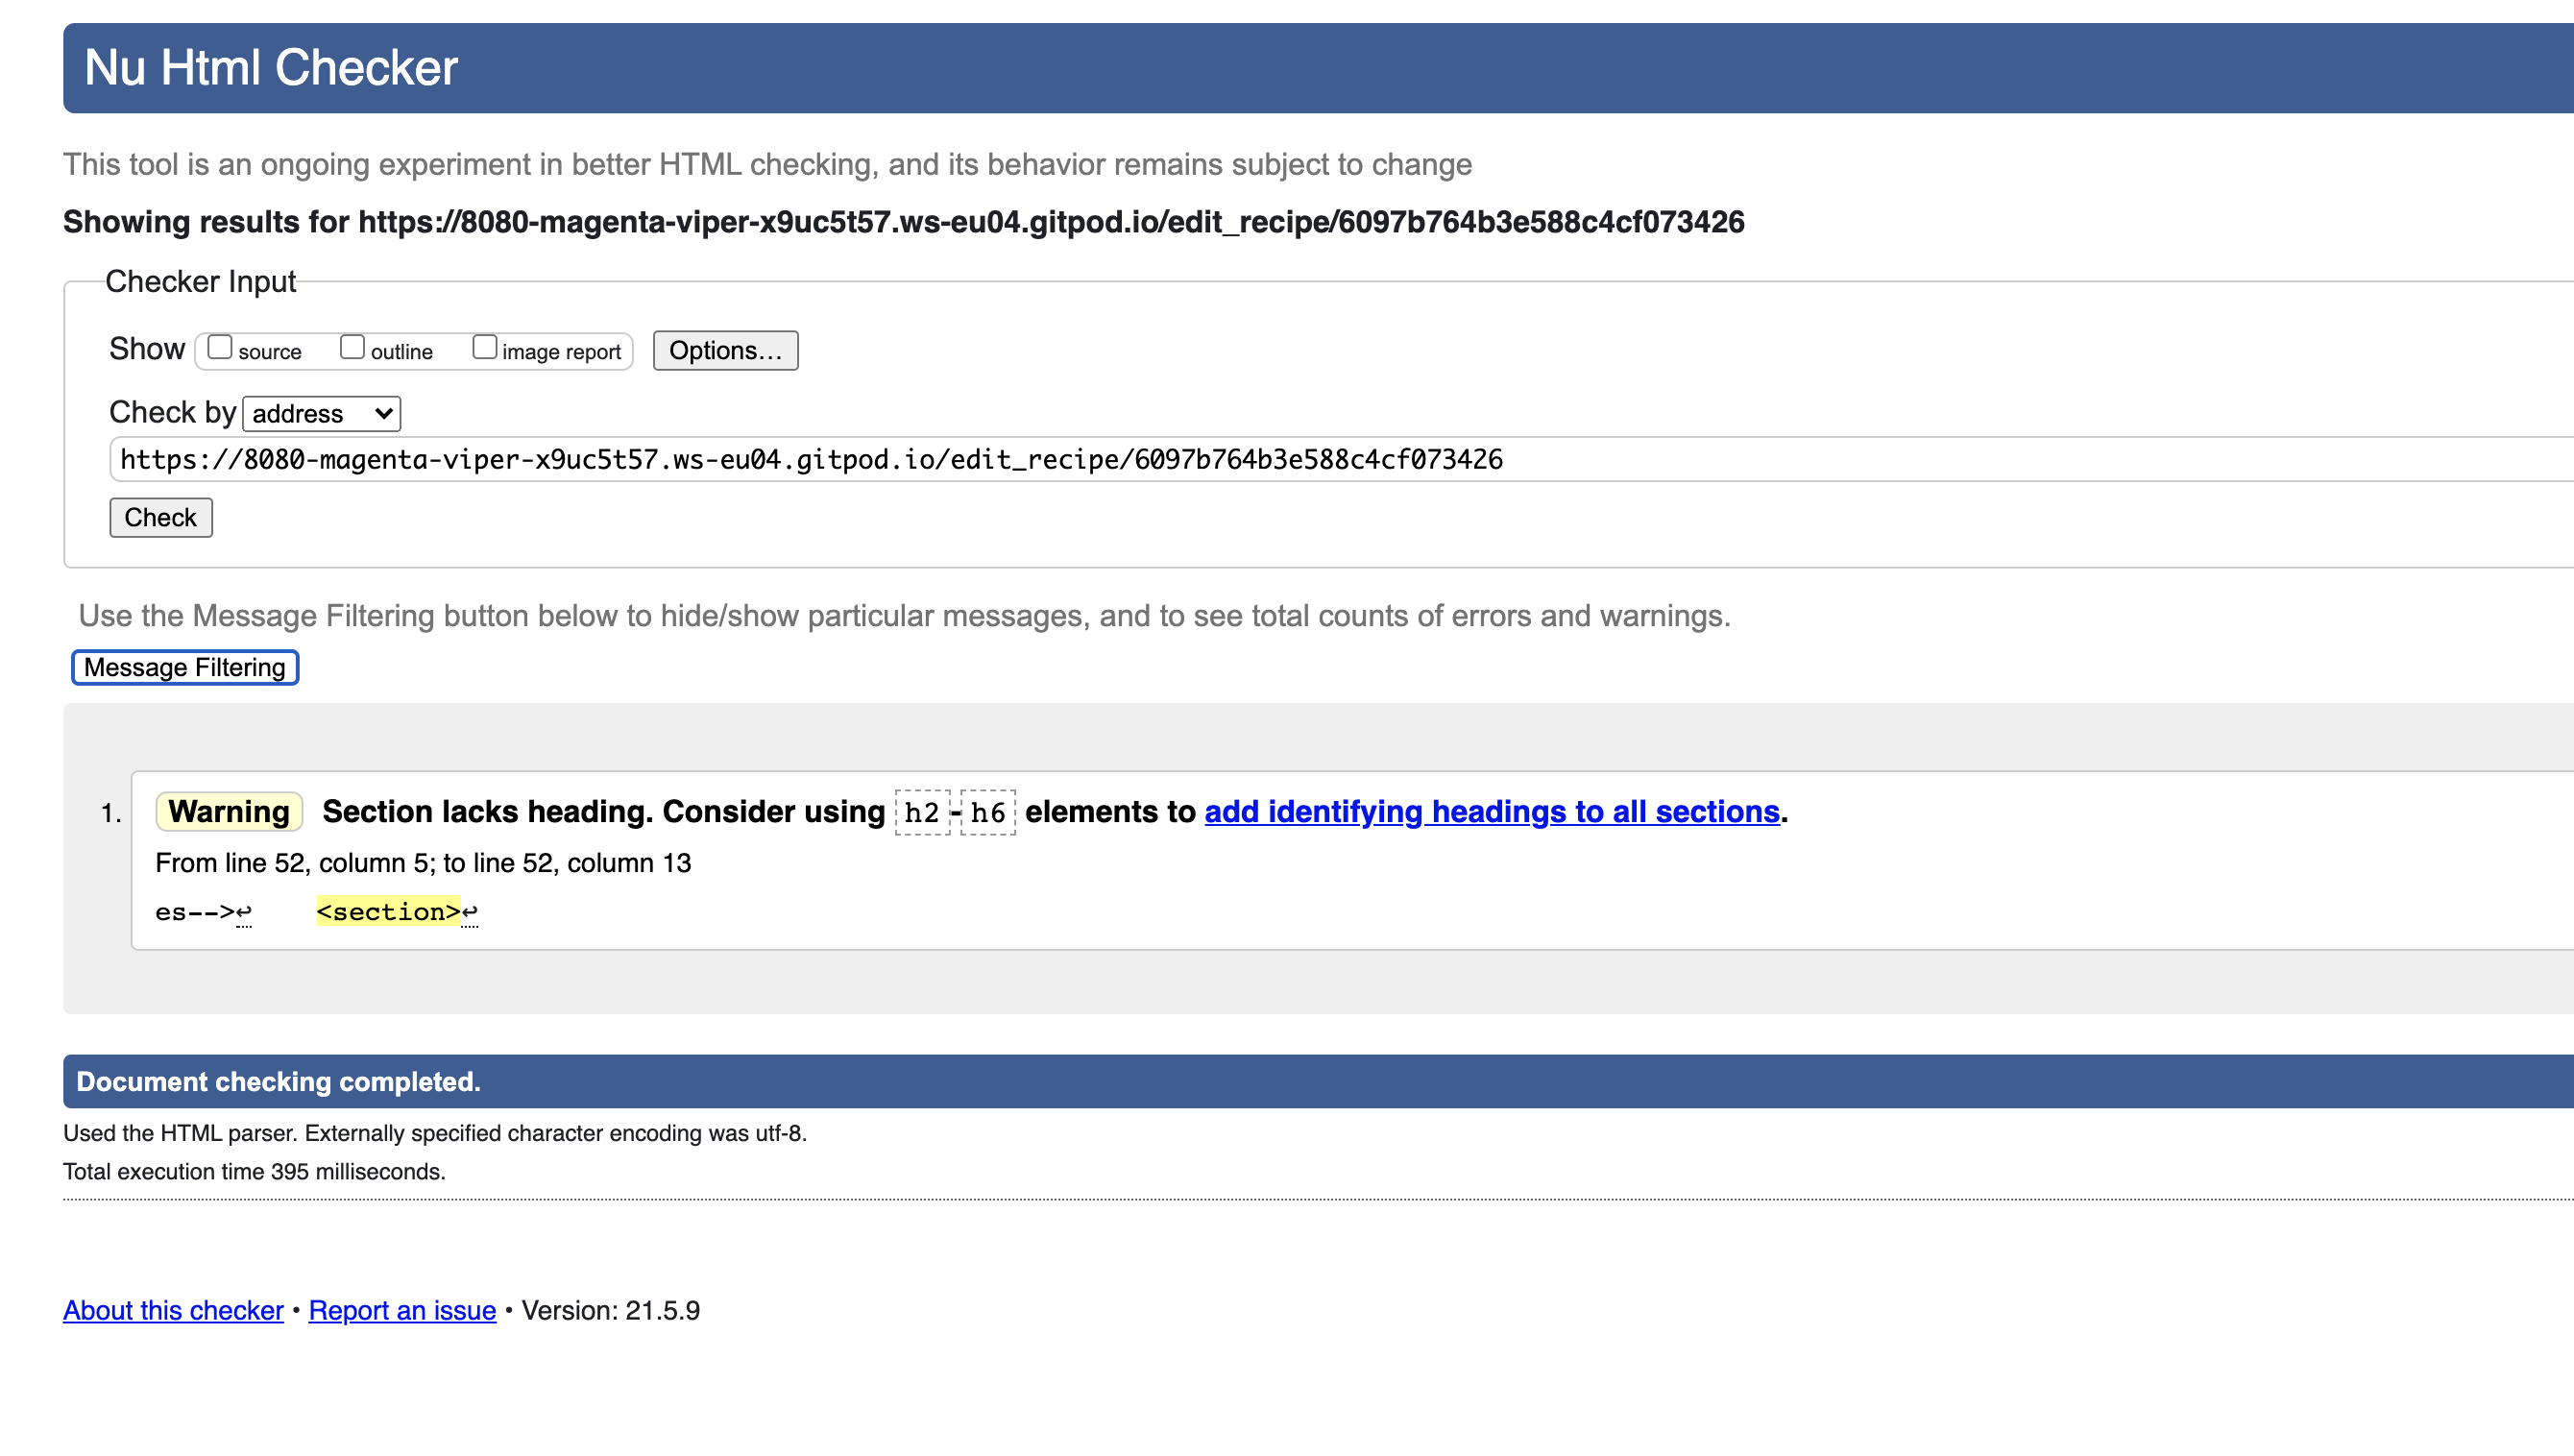 Nu Html Checker
This tool is an ongoing experiment in better HTML checking, and its behavior remains subject to change
Showing results for https://8080-magenta-viper-x9uc5t57.ws-eu04.gitpod.io/edit_recipe/6097b764b3e588c4cf073426
Checker Input
Show source outline image report Options...
Check by address
https://8080-magenta-viper-x9uc5t57.ws-eu04.gitpod.io/edit_recipe/6097b764b3e588c4cf073426
Check
Use the Message Filtering button below to hide/show particular messages, and to see total counts of errors and warnings.
Message Filtering
1. Warning Section lacks heading. Consider using h2-h6 elements to add identifying headings to all sections.
From line 52, column 5; to line 52, column 13
es-->↩ <section>↩
Document checking completed.
Used the HTML parser. Externally specified character encoding was utf-8.
Total execution time 395 milliseconds.
About this checker • Report an issue • Version: 21.5.9